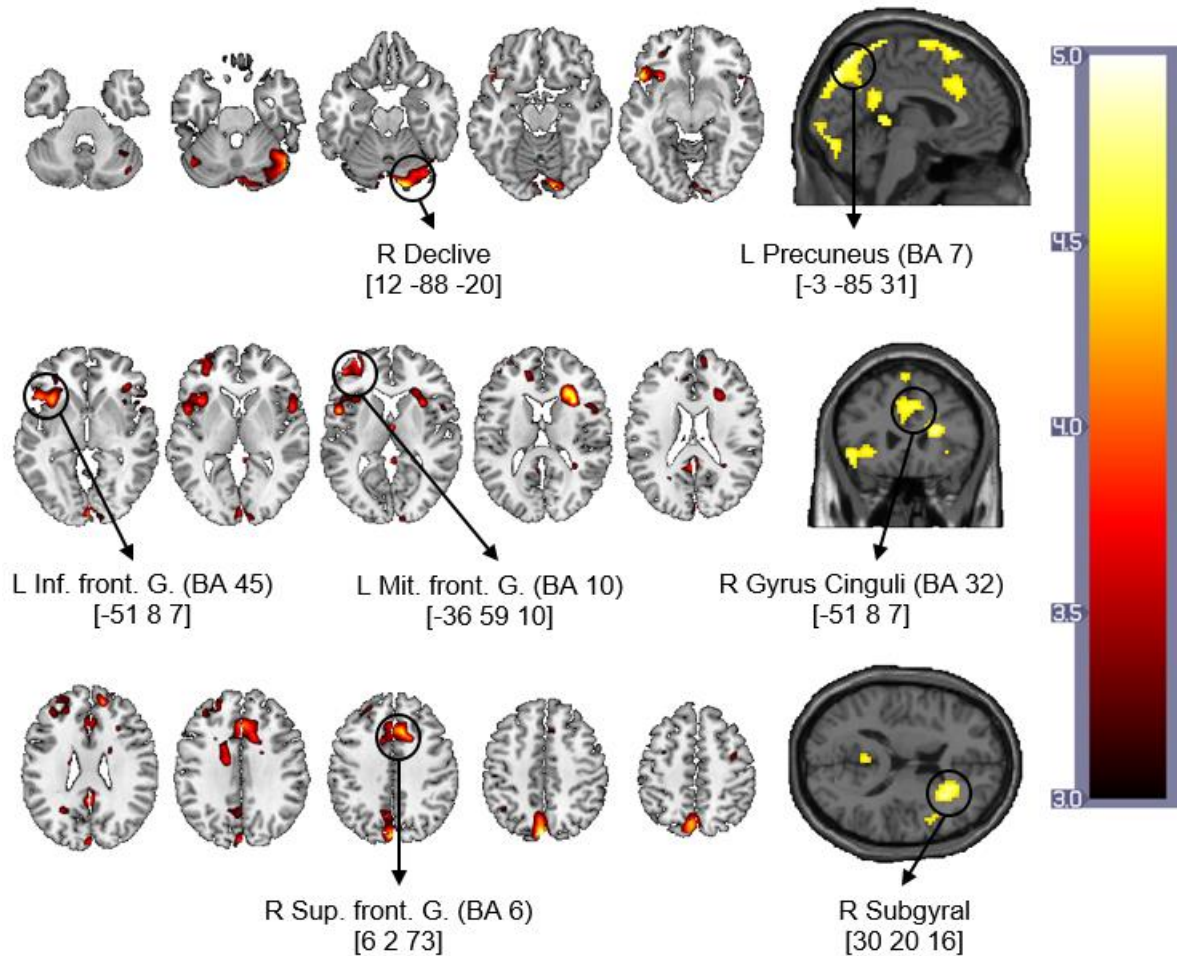 5.0
R Declive
[12 -88 -20]
L Precuneus (BA 7)
[-3 -85 31]
4.5
4.0
L Inf. front. G. (BA 45)
[-51 8 7]
L Mit. front. G. (BA 10)
[-36 59 10]
R Gyrus Cinguli (BA 32)
[-51 8 7]
3.5
3.0
R Sup. front. G. (BA 6)
[6 2 73]
R Subgyral
[30 20 16]